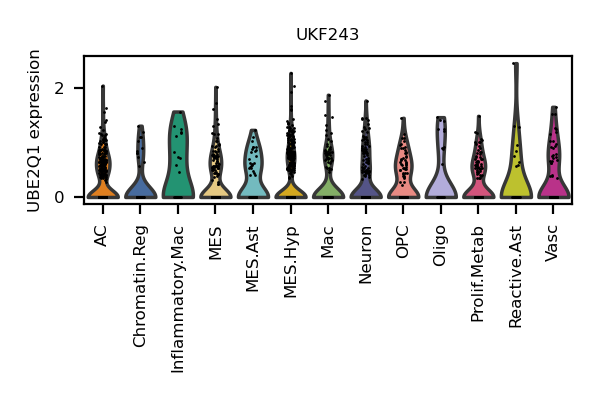 UKF243
UBE2Q1 expression
2
0
AC
Chromatin.Reg
Inflammatory.Mac
MES
MES.Ast
MES.Hyp
Mac
Neuron
OPC
Oligo
Prolif.Metab
Reactive.Ast
Vasc